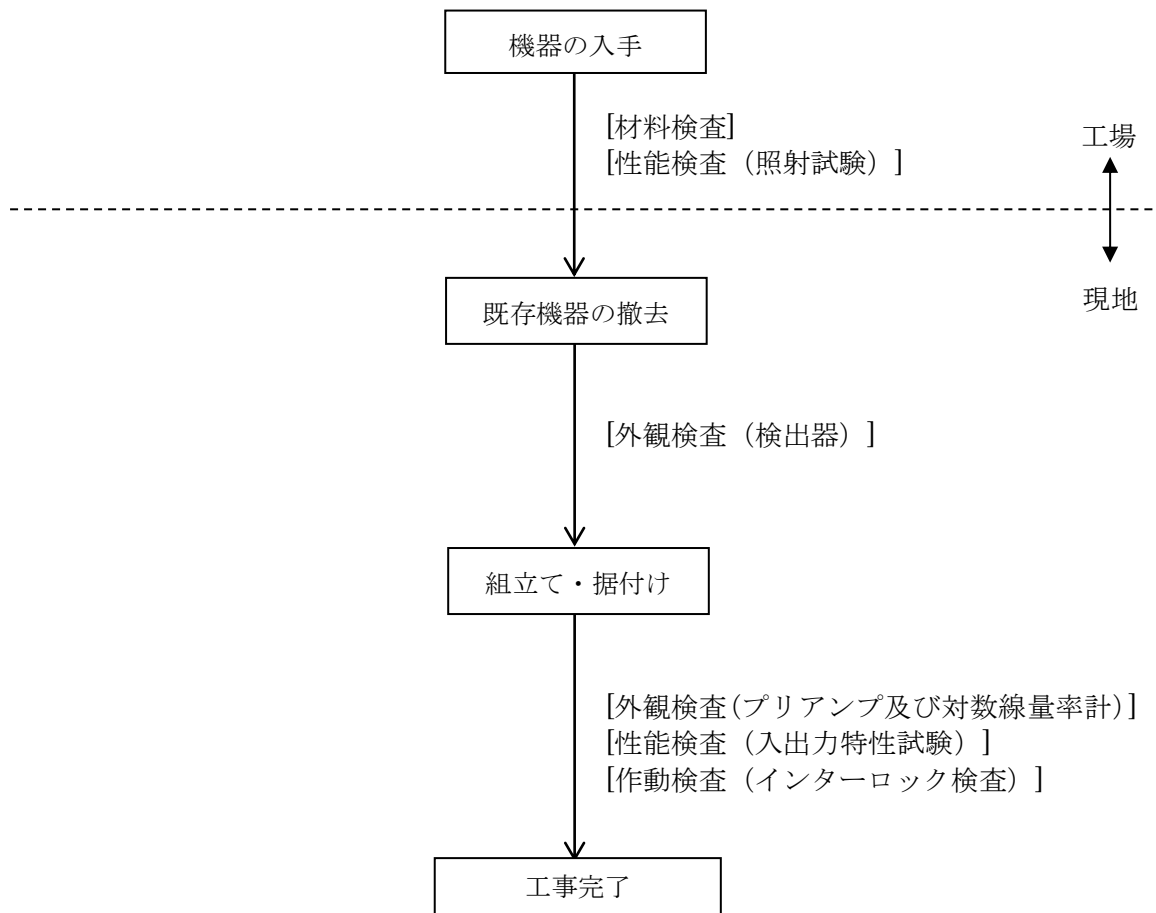 機器の入手
[材料検査]
[性能検査（照射試験）]
工場
現地
既存機器の撤去
[外観検査（検出器）]
組立て・据付け
[外観検査(プリアンプ及び対数線量率計)]
[性能検査（入出力特性試験）]
[作動検査（インターロック検査）]
工事完了